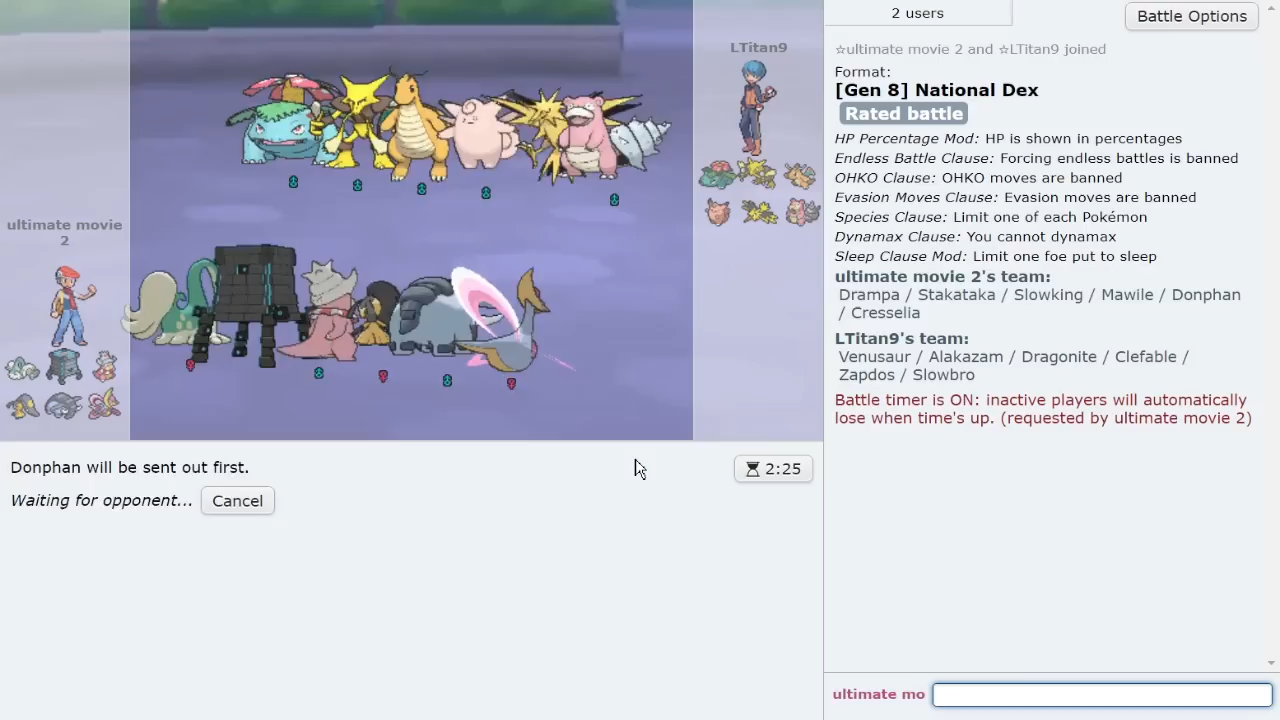 2 users
Battle Options
LTitan9
☆ultimate movie 2 and ☆LTitan9 joined
Format:
[Gen 8] National Dex
Rated battle
HP Percentage Mod: HP is shown in percentages
Endless Battle Clause: Forcing endless battles is banned
OHKO Clause: OHKO moves are banned
Evasion Moves Clause: Evasion moves are banned
Species Clause: Limit one of each Pokémon
Dynamax Clause: You cannot dynamax
Sleep Clause Mod: Limit one foe put to sleep
ultimate movie 2's team:
Drampa / Stakataka / Slowking / Mawile / Donphan
/ Cresselia
LTitan9's team:
Venusaur / Alakazam / Dragonite / Clefable /
Zapdos / Slowbro
Battle timer is ON: inactive players will automatically
lose when time's up. (requested by ultimate movie 2)
ultimate movie
2
Donphan will be sent out first.
2:25
Waiting for opponent...
Cancel
ultimate mo